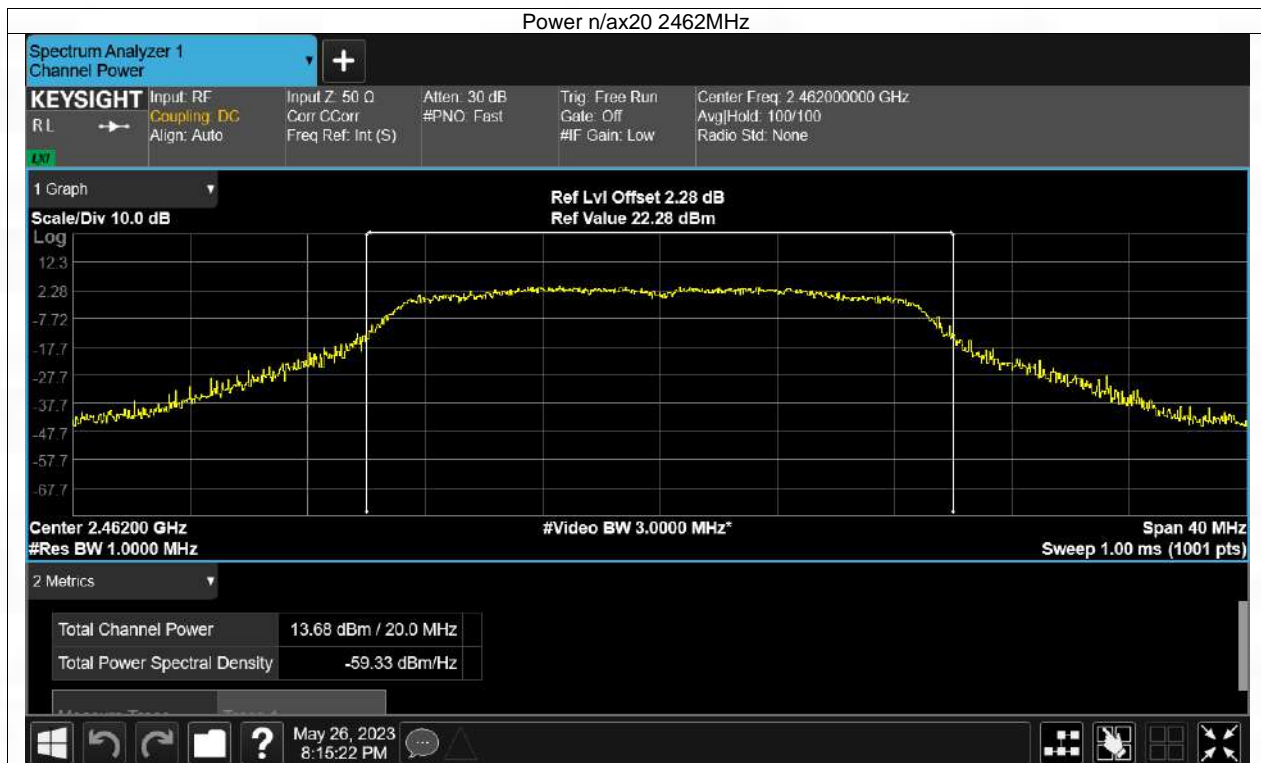 Power n/ax20 2462MHz
Spectrum Analyzer 1
Channel Power
KEYSIGHT
RL
LXI
Input: RF
Coupling: DC
Align: Auto
Input Z: 50 Ω
Corr CCorr
Freq Ref: Int (S)
Atten: 30 dB
#PNO: Fast
Trig: Free Run
Gate: Off
#IF Gain: Low
Center Freq: 2.462000000 GHz
Avg|Hold: 100/100
Radio Std: None
1 Graph
Ref Lvl Offset 2.28 dB
Scale/Div 10.0 dB
Ref Value 22.28 dBm
Log
12.3
2.28
-7.72
-17.7
-27.7
-37.7
-47.7
-57.7
-67.7
Center 2.46200 GHz
#Video BW 3.0000 MHz*
Span 40 MHz
#Res BW 1.0000 MHz
Sweep 1.00 ms (1001 pts)
2 Metrics
Total Channel Power 13.68 dBm / 20.0 MHz
Total Power Spectral Density -59.33 dBm/Hz
?
May 26, 2023
8:15:22 PM